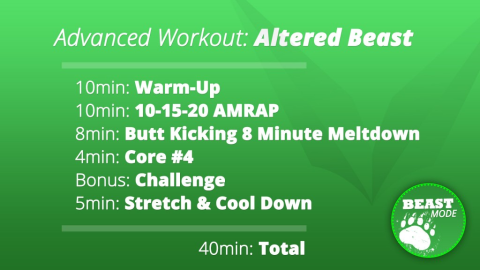 Advanced Workout: Altered Beast
10min: Warm-Up
10min: 10-15-20 AMRAP
8min: Butt Kicking 8 Minute Meltdown
4min: Core #4
Bonus: Challenge
5min: Stretch & Cool Down
40min: Total
BEAST
MODE